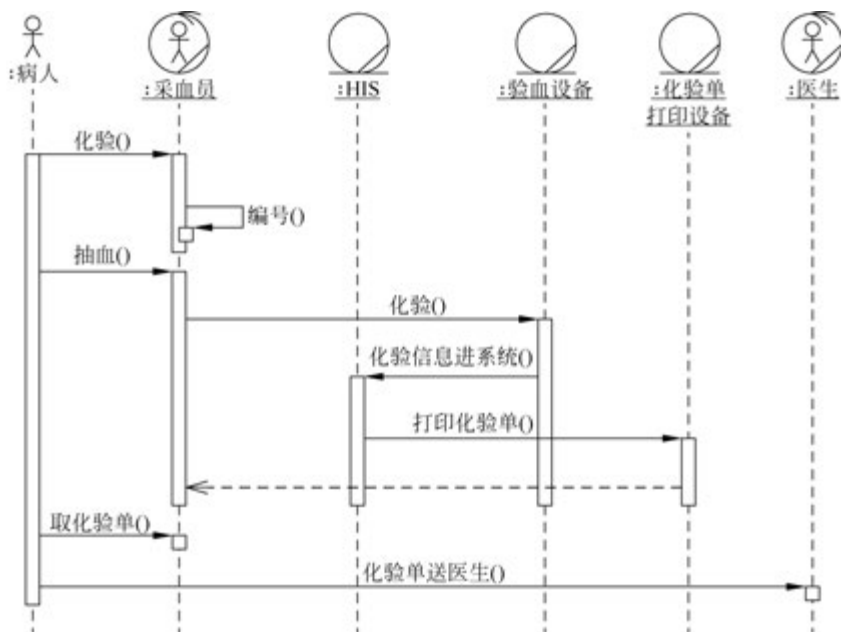 :病人
:采血员
:HIS
:验血设备
:化验单
打印设备
:医生
化验()
编号()
抽血()
化验()
化验信息进系统()
打印化验单()
取化验单()
化验单送医生()